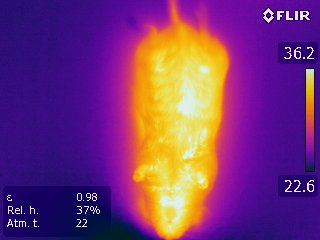 FLIR
36.2
22.6
ε 0.98
Rel. h. 37%
Atm. t. 22